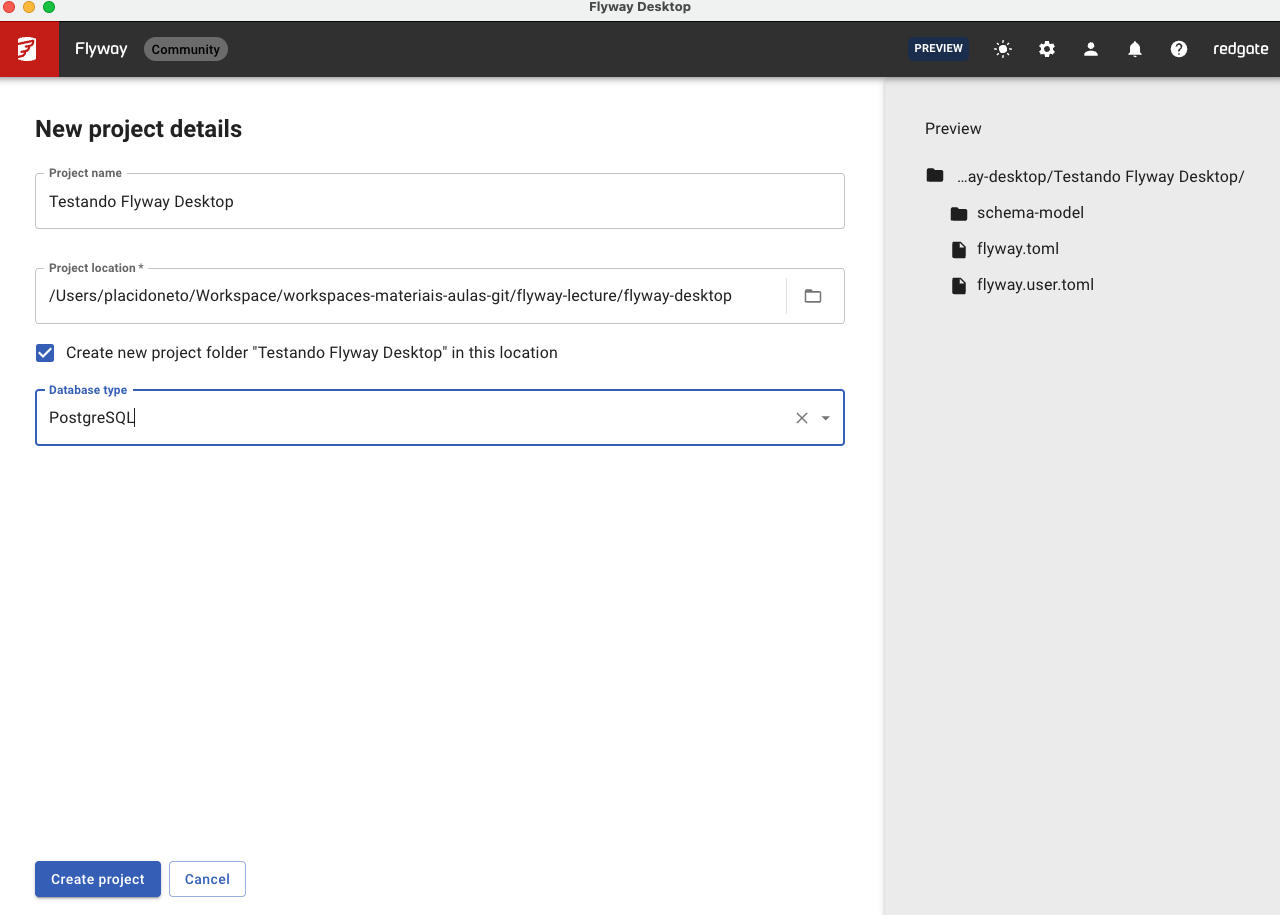 Flyway Desktop
Flyway Community PREVIEW redgate
New project details
Project name
Testando Flyway Desktop
Project location *
/Users/placidoneto/Workspace/workspaces-materiais-aulas-git/flyway-lecture/flyway-desktop
Create new project folder "Testando Flyway Desktop" in this location
Database type
PostgreSQL
Create project Cancel
Preview
...ay-desktop/Testando Flyway Desktop/
schema-model
flyway.toml
flyway.user.toml